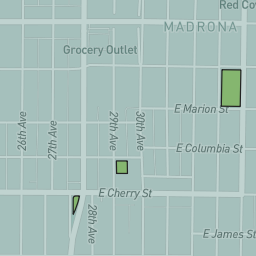 Red Co
MADRONA
Grocery Outlet
E Marion St
26th Ave
27th Ave
29th Ave
30th Ave
E Columbia St
E Cherry St
28th Ave
E James St